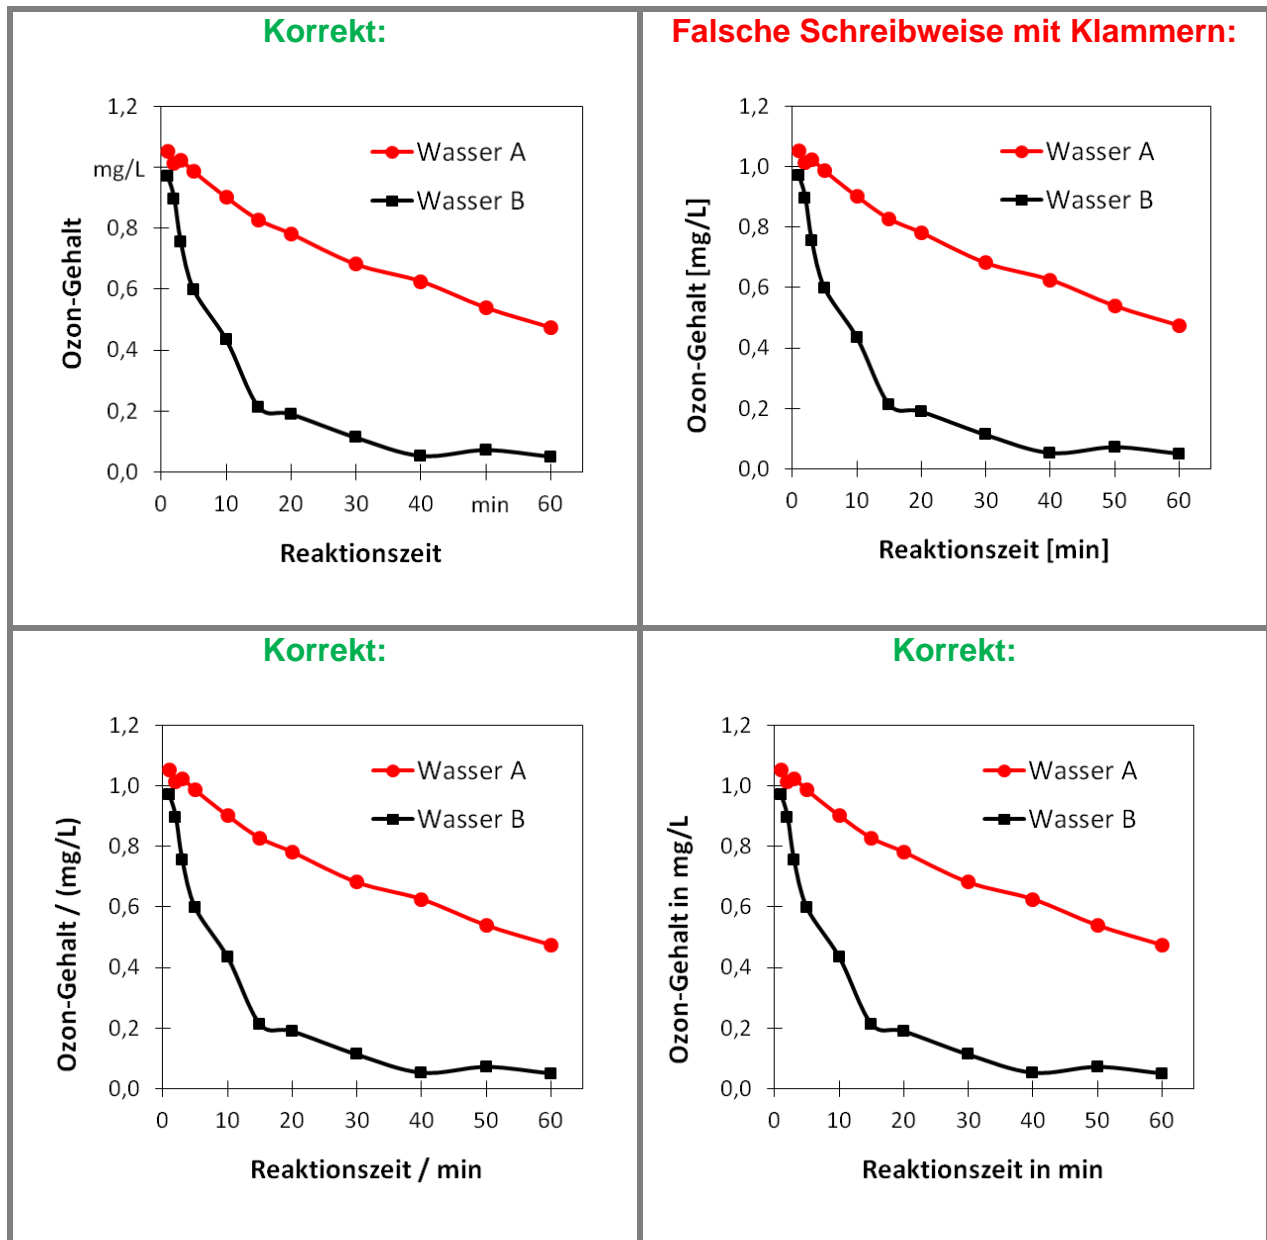 Korrekt:
1,2
mg/L
0,8
0,6
0,4
0,2
0,0
Ozon-Gehalt
Wasser A
Wasser B
0 10 20 30 40 min 60
Reaktionszeit
Falsche Schreibweise mit Klammern:
1,2
1,0
0,8
0,6
0,4
0,2
0,0
Ozon-Gehalt [mg/L]
Wasser A
Wasser B
0 10 20 30 40 50 60
Reaktionszeit [min]
Korrekt:
1,2
1,0
0,8
0,6
0,4
0,2
0,0
Ozon-Gehalt / (mg/L)
Wasser A
Wasser B
0 10 20 30 40 50 60
Reaktionszeit / min
Korrekt:
1,2
1,0
0,8
0,6
0,4
0,2
0,0
Ozon-Gehalt in mg/L
Wasser A
Wasser B
0 10 20 30 40 50 60
Reaktionszeit in min